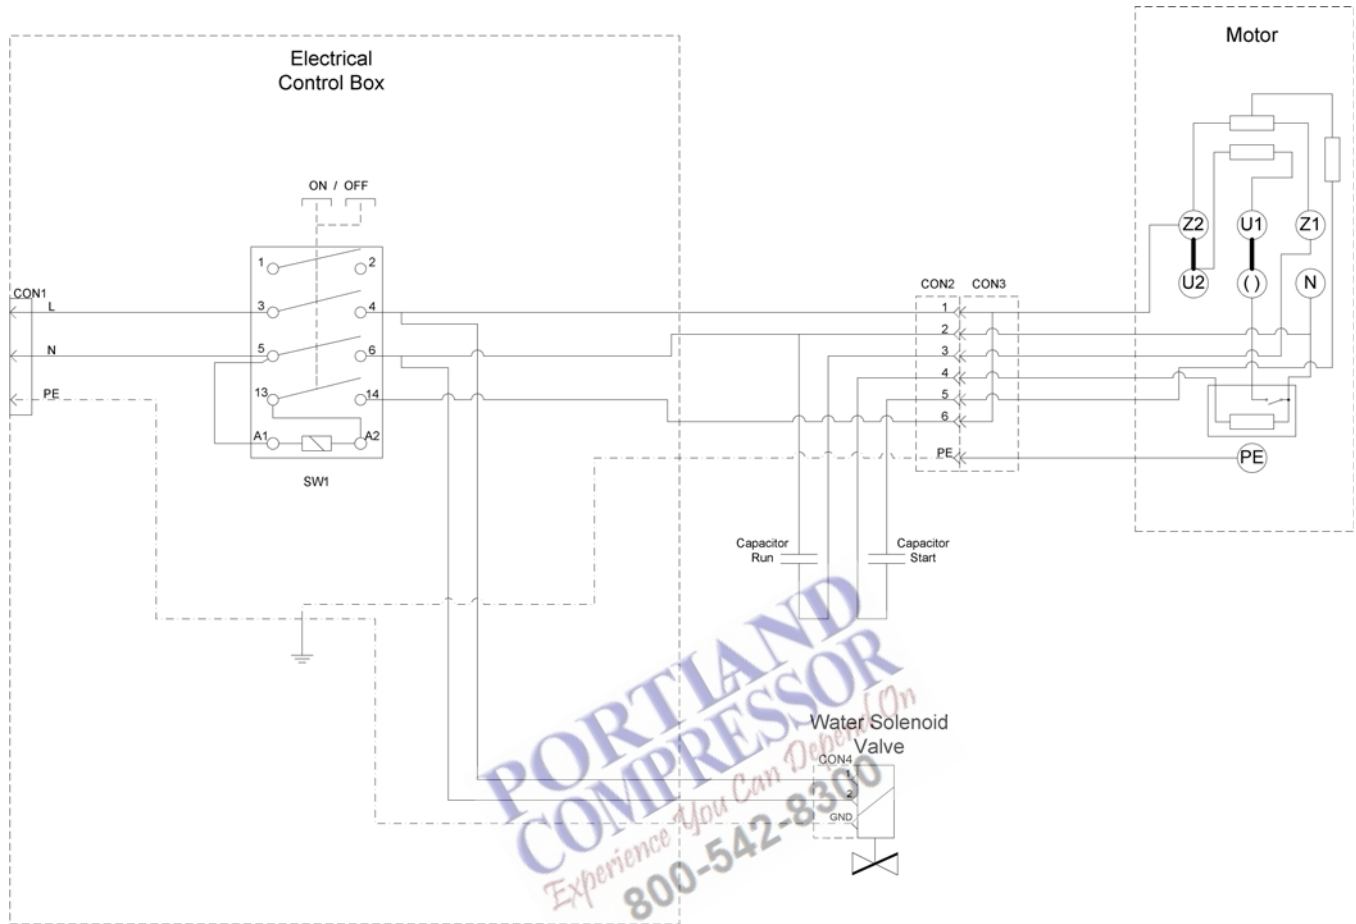 Motor
Electrical
Control Box
ON / OFF
Z2 U1 Z1
1 2
U2 ( ) N
CON2 CON3
CON1
L 3 4 1
2
N 5 6 3
4
PE 13 14 5
6
A1 A2
PE PE
SW1
Capacitor
Run
Capacitor
Start
PORTLAND
COMPRESSOR
Experience You Can Depend On
800-542-8300
Water Solenoid
Valve
CON4
1
2
GND